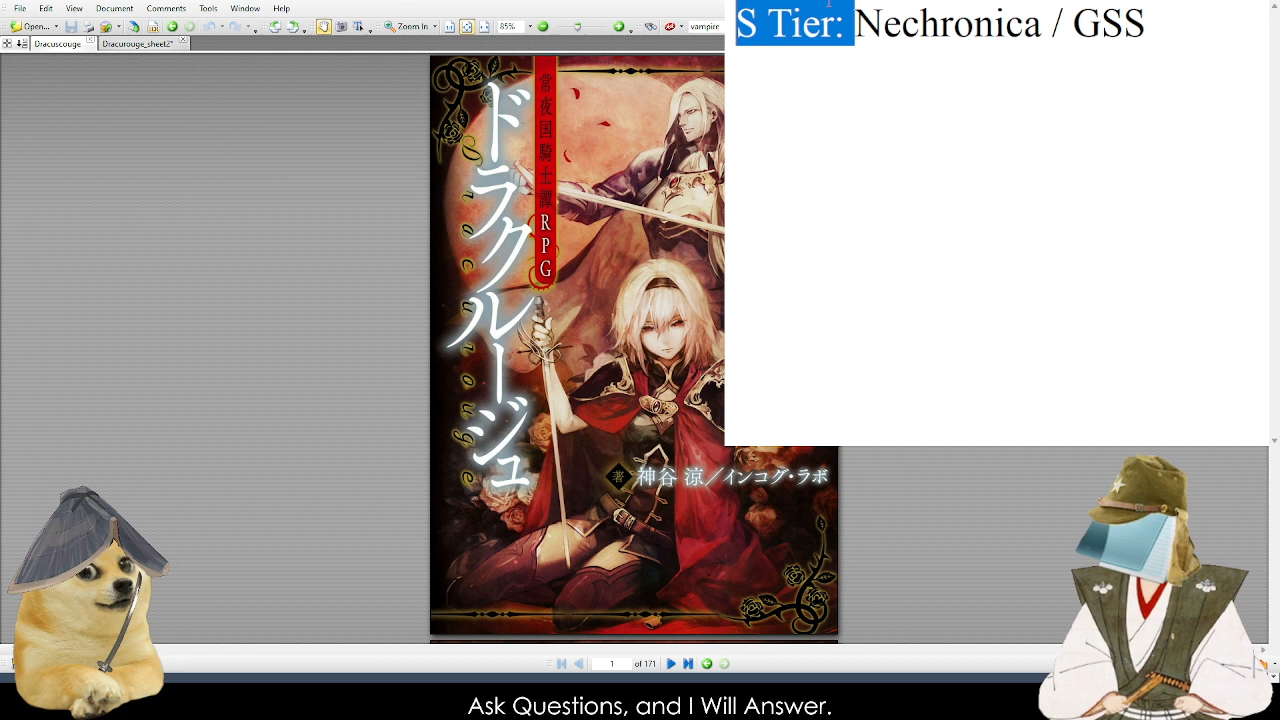 File Edit View Document Comments Tools Window Help
Open... Zoom In 85% vampire
Dracuscouge Dracurouge_sheet2*
S Tier: Nechronica / GSS
常夜国騎士譚RPG
ドラクルージュ
Dracurouge
著 神谷 涼／インコグ・ラボ
1 of 171
Ask Questions, and I Will Answer.